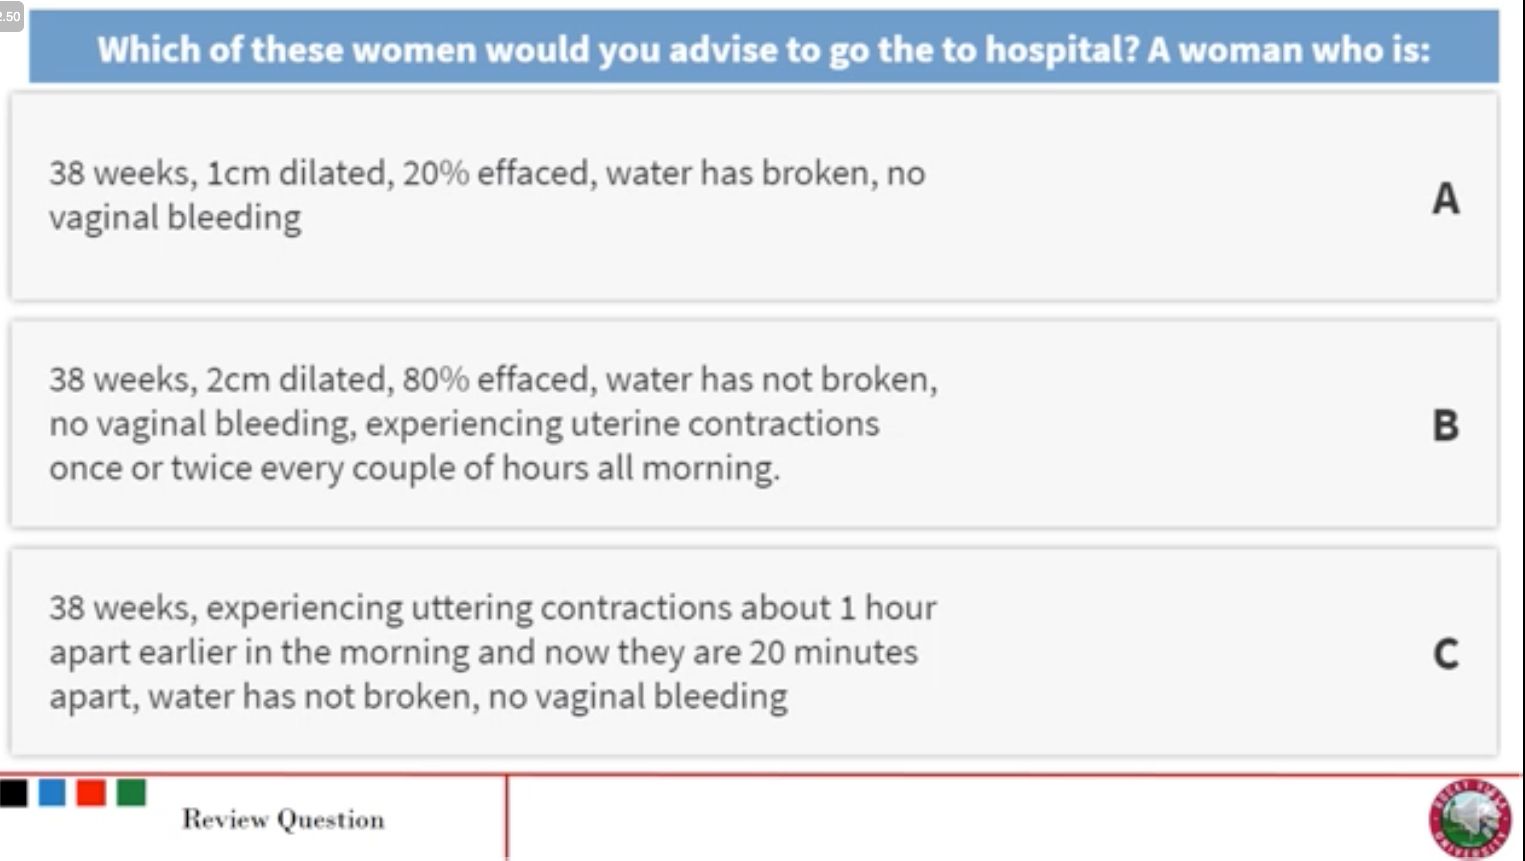 2.50
Which of these women would you advise to go the to hospital? A woman who is:
38 weeks, 1cm dilated, 20% effaced, water has broken, no
vaginal bleeding
A
38 weeks, 2cm dilated, 80% effaced, water has not broken,
no vaginal bleeding, experiencing uterine contractions
once or twice every couple of hours all morning.
B
38 weeks, experiencing uttering contractions about 1 hour
apart earlier in the morning and now they are 20 minutes
apart, water has not broken, no vaginal bleeding
C
Review Question
UNIVERSITY